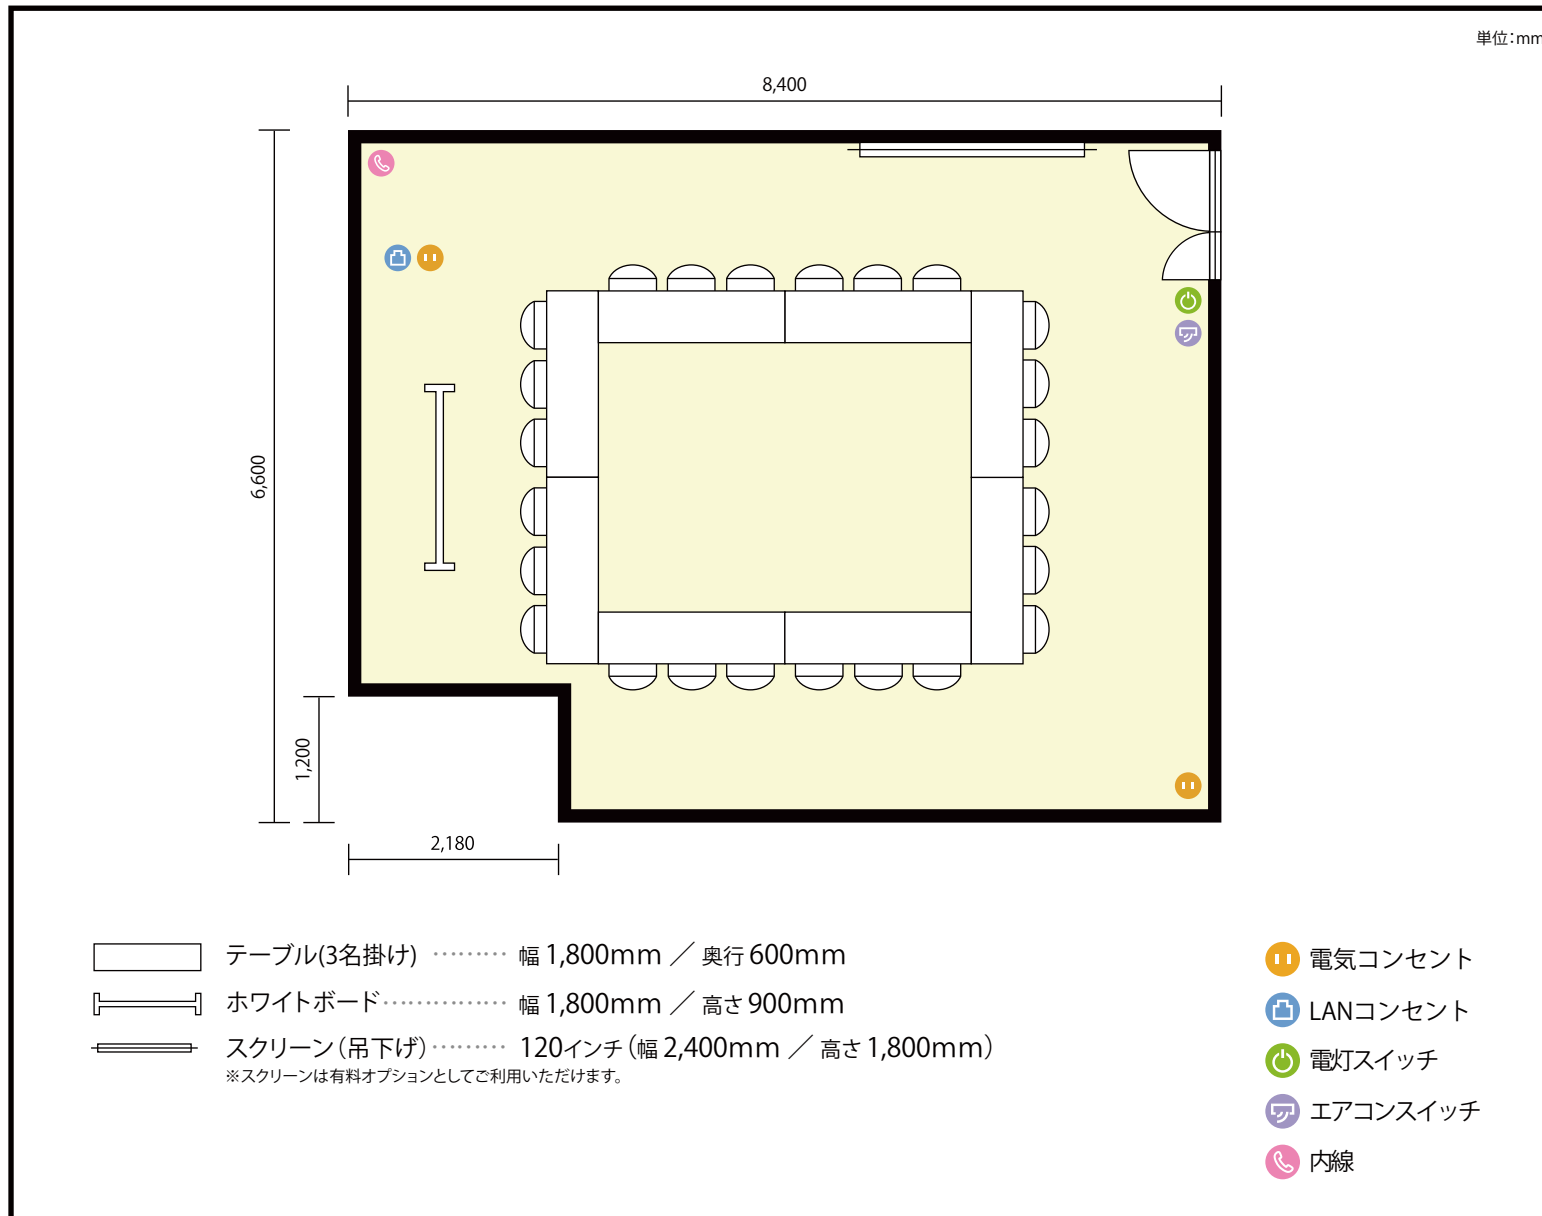 単位：mm
8,400
6,600
1,200
2,180
テーブル(3名掛け) ……… 幅 1,800mm ／ 奥行 600mm
ホワイトボード…………… 幅 1,800mm ／ 高さ 900mm
スクリーン（吊下げ）……… 120インチ（幅 2,400mm ／ 高さ 1,800mm）
※スクリーンは有料オプションとしてご利用いただけます。
電気コンセント
LANコンセント
電灯スイッチ
エアコンスイッチ
内線